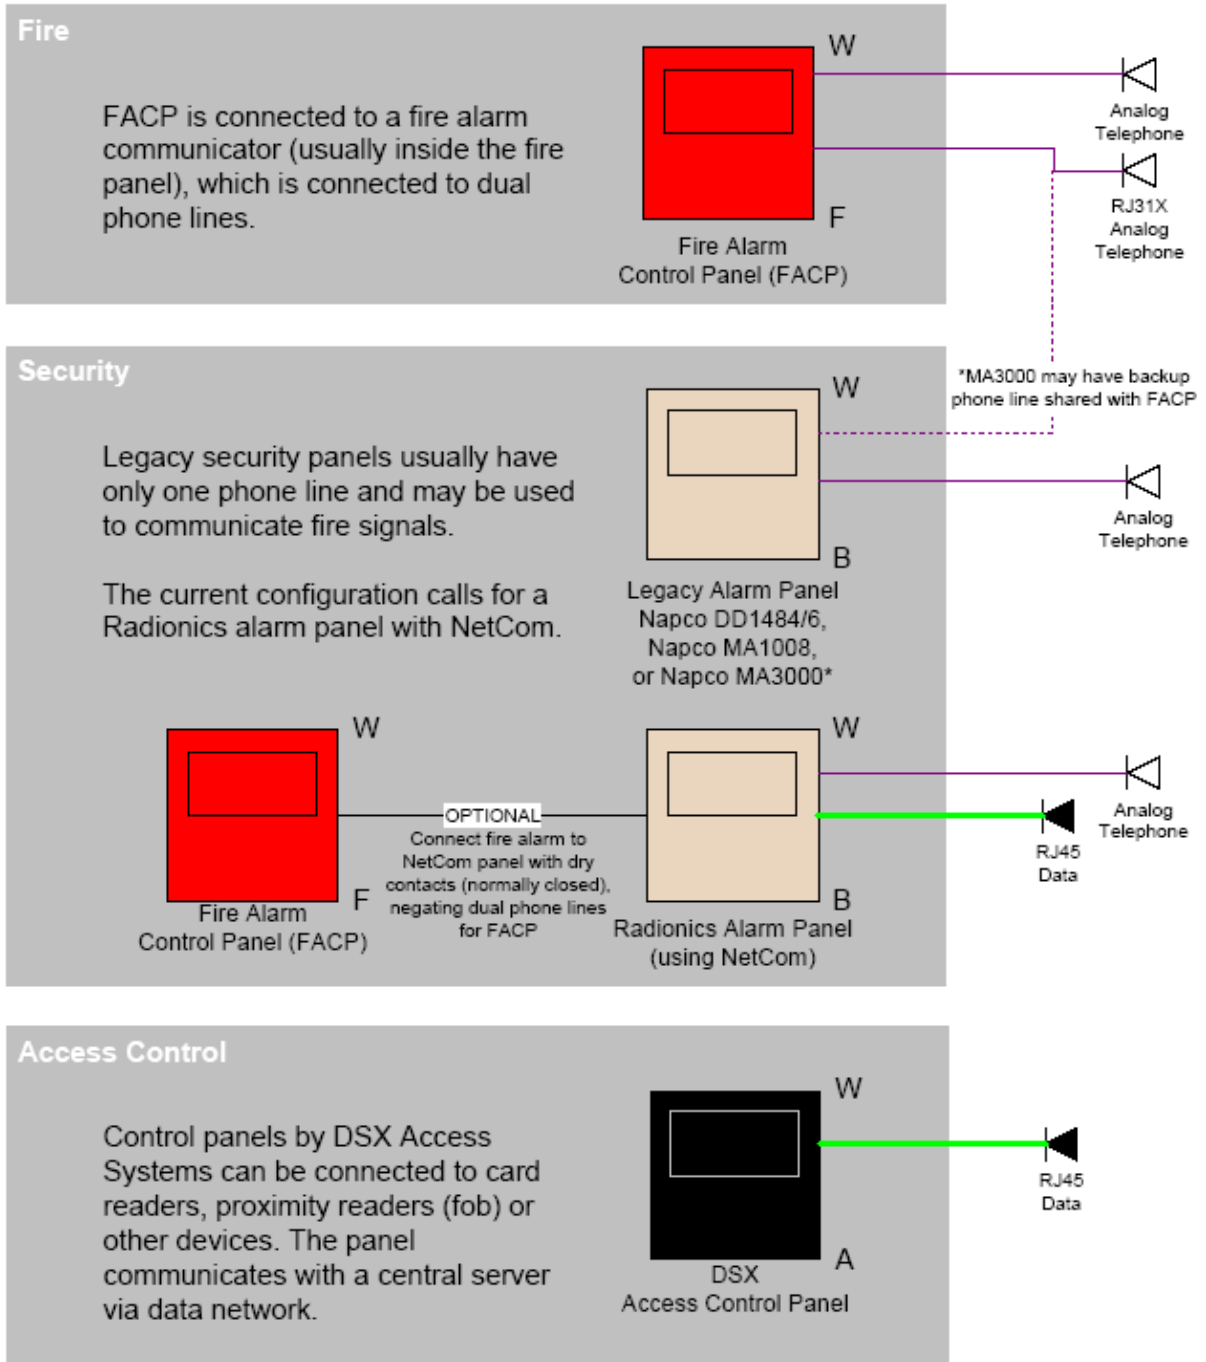 Fire
FACP is connected to a fire alarm
communicator (usually inside the fire
panel), which is connected to dual
phone lines.
W
F
Fire Alarm
Control Panel (FACP)
Analog
Telephone
RJ31X
Analog
Telephone
*MA3000 may have backup
phone line shared with FACP
Security
Legacy security panels usually have
only one phone line and may be used
to communicate fire signals.
The current configuration calls for a
Radionics alarm panel with NetCom.
W
B
Legacy Alarm Panel
Napco DD1484/6,
Napco MA1008,
or Napco MA3000*
Analog
Telephone
W
F
Fire Alarm
Control Panel (FACP)
OPTIONAL
Connect fire alarm to
NetCom panel with dry
contacts (normally closed),
negating dual phone lines
for FACP
W
B
Radionics Alarm Panel
(using NetCom)
Analog
Telephone
RJ45
Data
Access Control
Control panels by DSX Access
Systems can be connected to card
readers, proximity readers (fob) or
other devices. The panel
communicates with a central server
via data network.
W
A
DSX
Access Control Panel
RJ45
Data